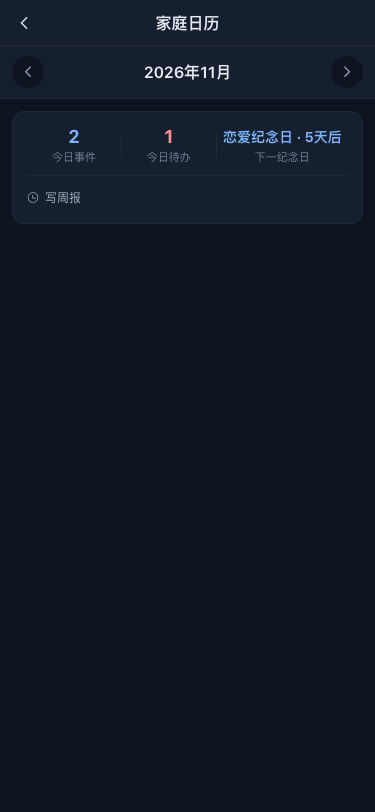 家庭日历
2026年11月
2
今日事件
1
今日待办
恋爱纪念日 · 5天后
下一纪念日
写周报